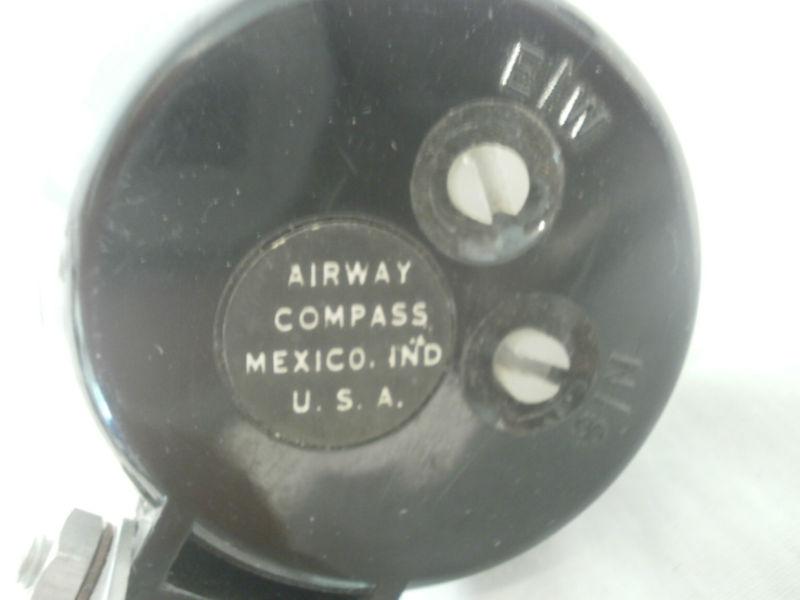 E/W
AIRWAY
COMPASS
MEXICO. IND
U. S. A.
N/S